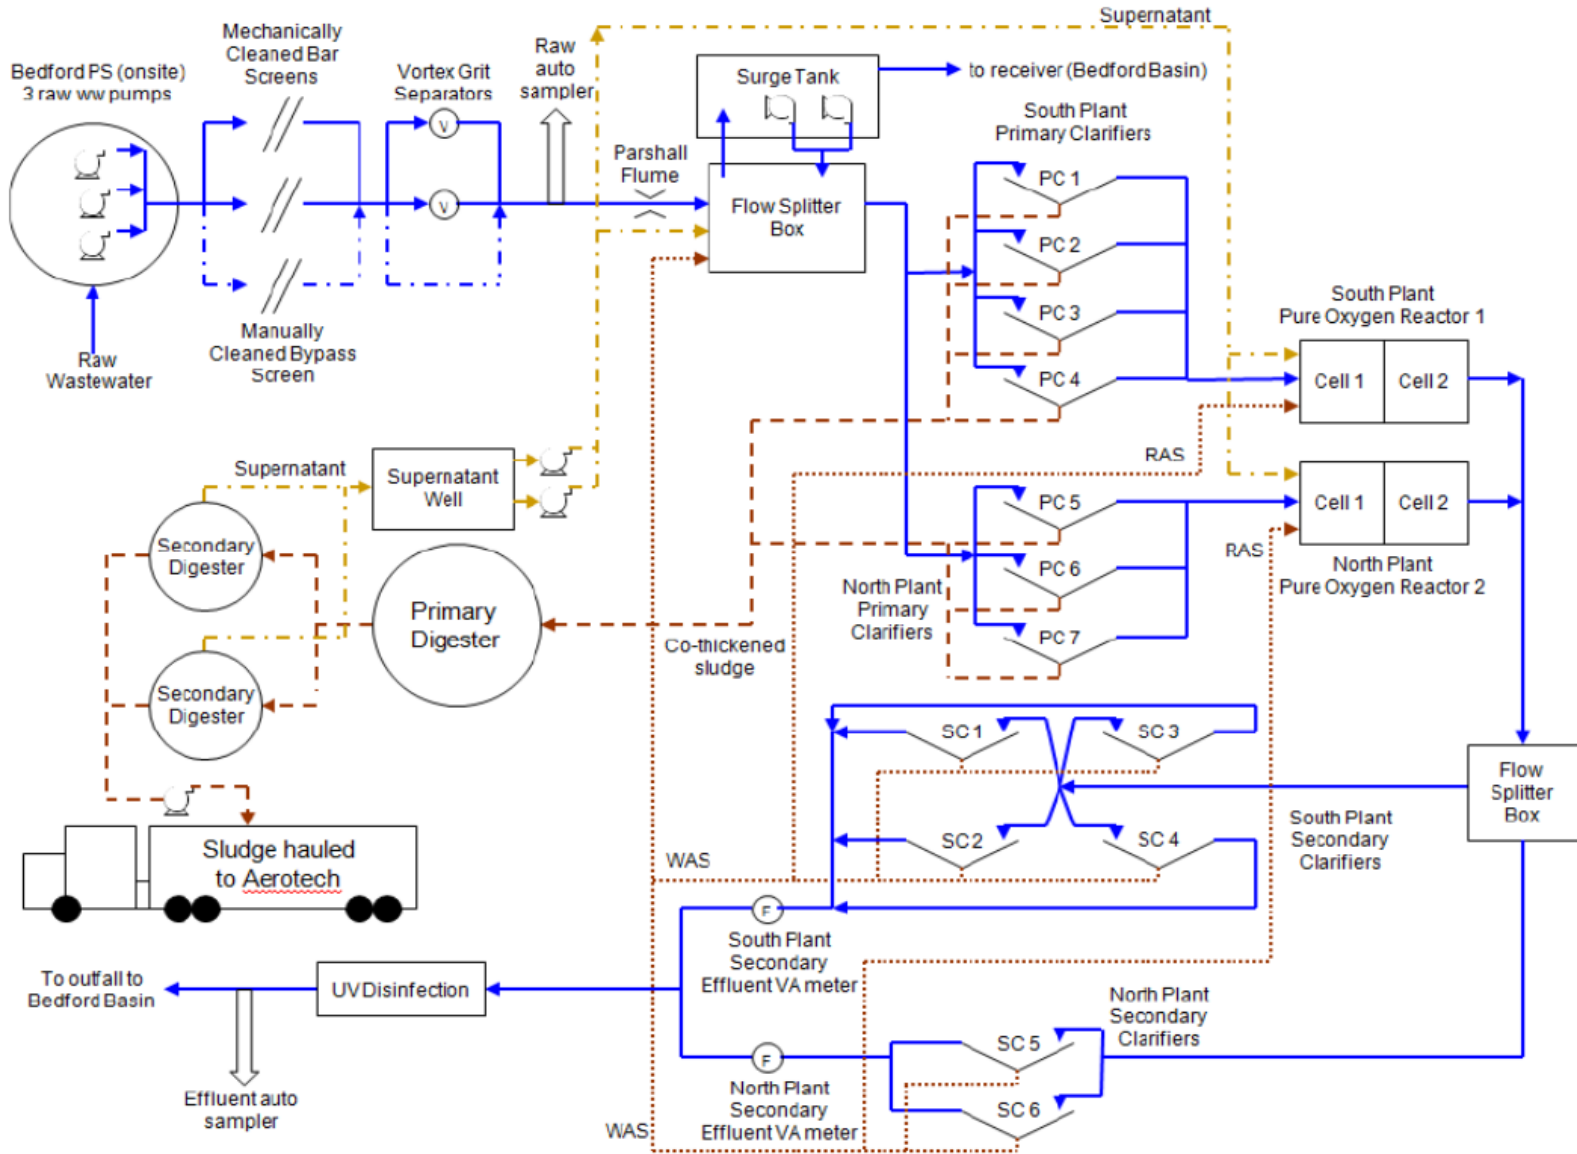 Supernatant
Mechanically
Cleaned Bar
Screens
Raw
auto
sampler
Bedford PS (onsite)
3 raw ww pumps
Vortex Grit
Separators
Surge Tank
to receiver (Bedford Basin)
South Plant
Primary Clarifiers
V
Parshall
Flume
PC 1
V
Flow Splitter
Box
PC 2
PC 3
South Plant
Pure Oxygen Reactor 1
Manually
Cleaned Bypass
Screen
Raw
Wastewater
PC 4
Cell 1
Cell 2
RAS
Supernatant
Supernatant
Well
PC 5
Cell 1
Cell 2
Secondary
Digester
RAS
North Plant
Pure Oxygen Reactor 2
PC 6
North Plant
Primary
Clarifiers
Primary
Digester
PC 7
Co-thickened
sludge
Secondary
Digester
SC 1
SC 3
Flow
Splitter
Box
South Plant
Secondary
Clarifiers
SC 2
SC 4
Sludge hauled
to Aerotech
WAS
F
South Plant
Secondary
Effluent VA meter
To outfall to
Bedford Basin
UV Disinfection
North Plant
Secondary
Clarifiers
SC 5
F
North Plant
Secondary
Effluent VA meter
Effluent auto
sampler
SC 6
WAS